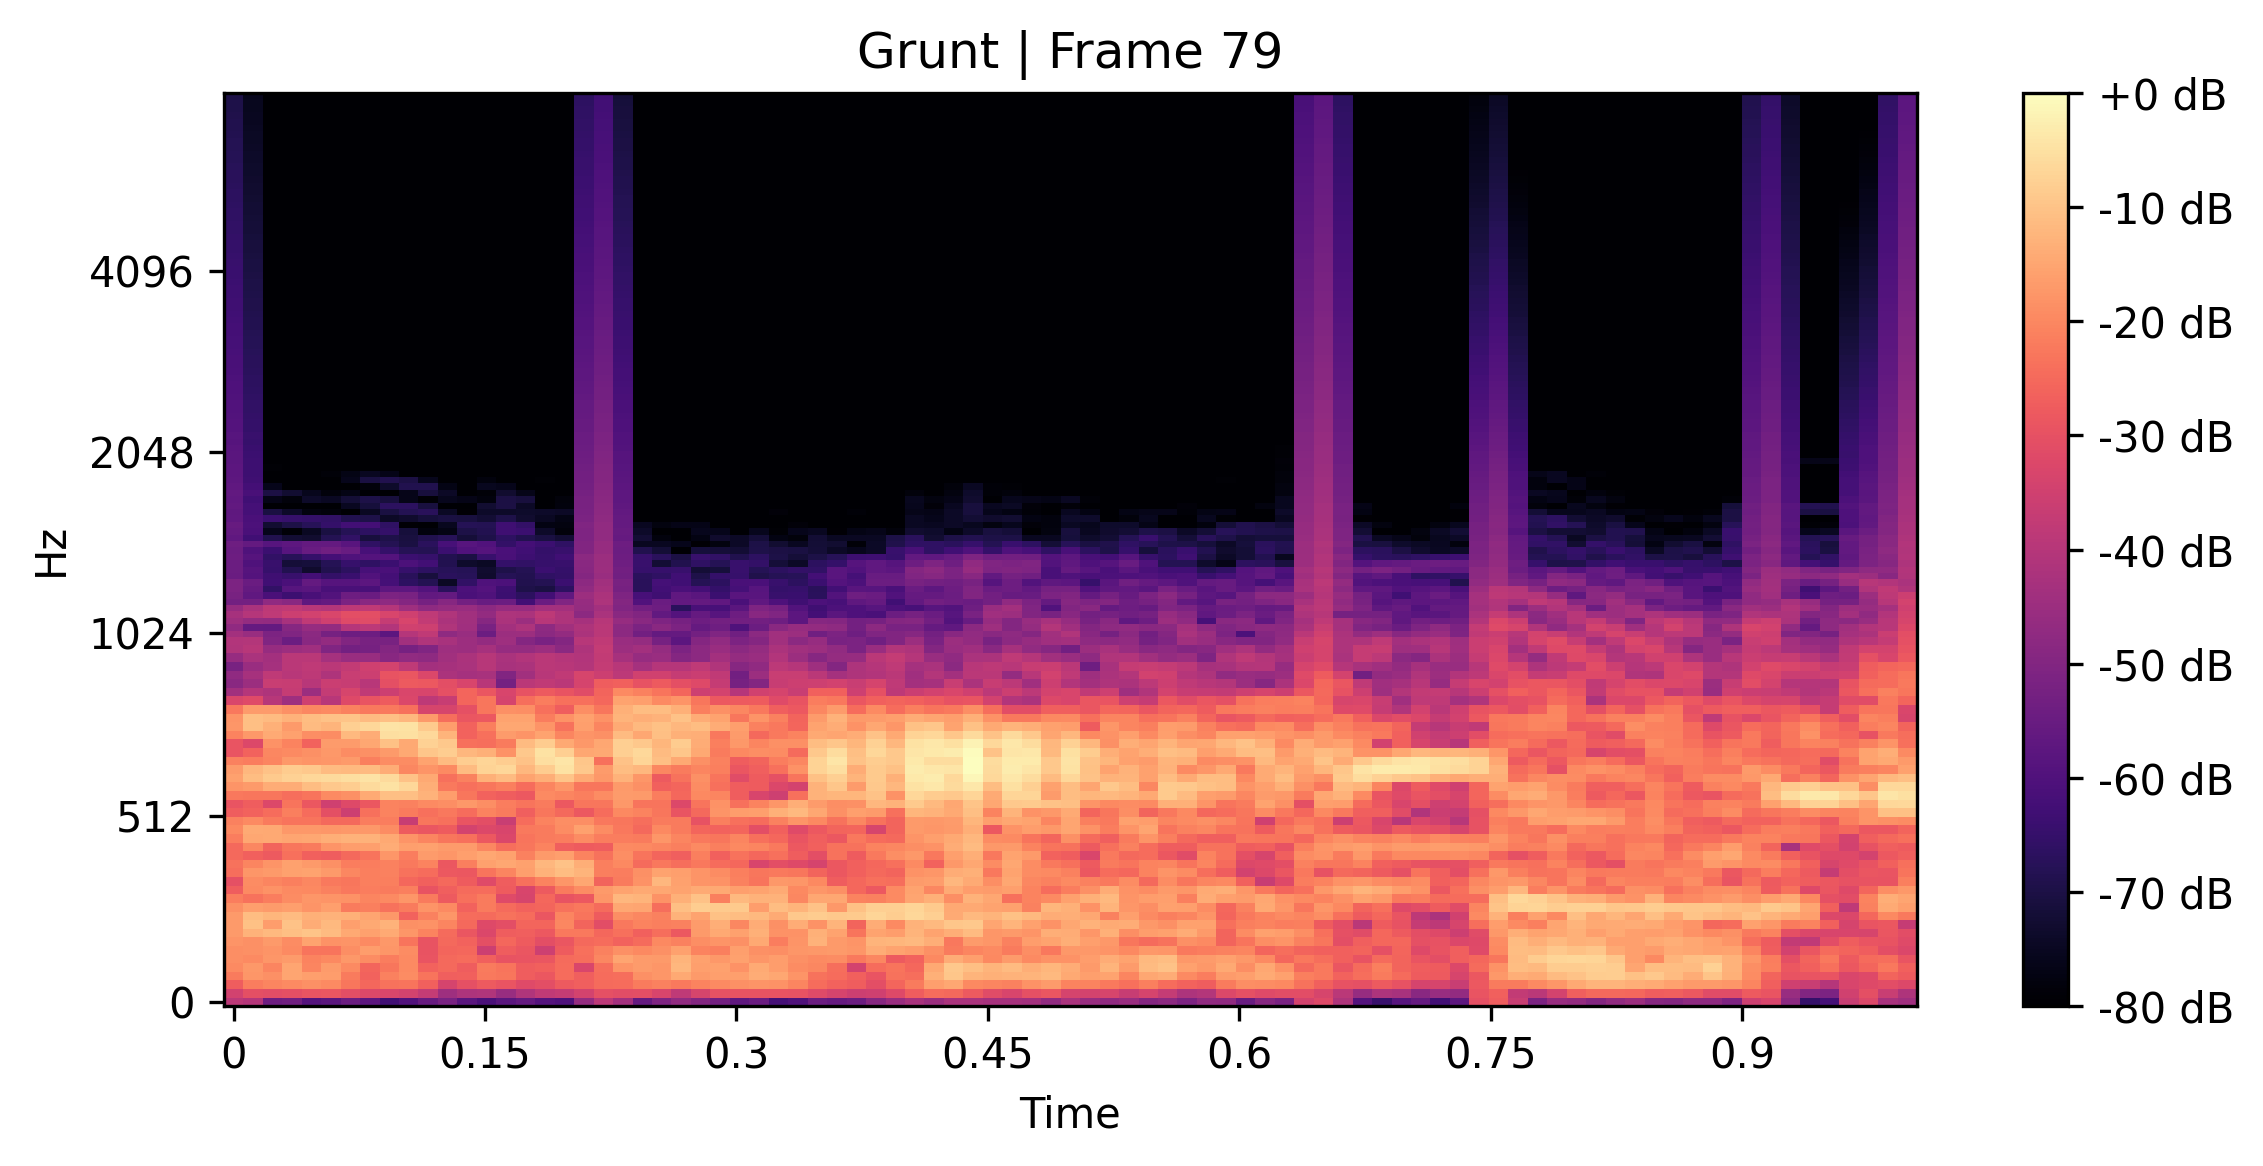 Grunt | Frame 79
+0 dB
-10 dB
-20 dB
-30 dB
-40 dB
-50 dB
-60 dB
-70 dB
-80 dB
Hz
4096
2048
1024
512
0
0 0.15 0.3 0.45 0.6 0.75 0.9
Time